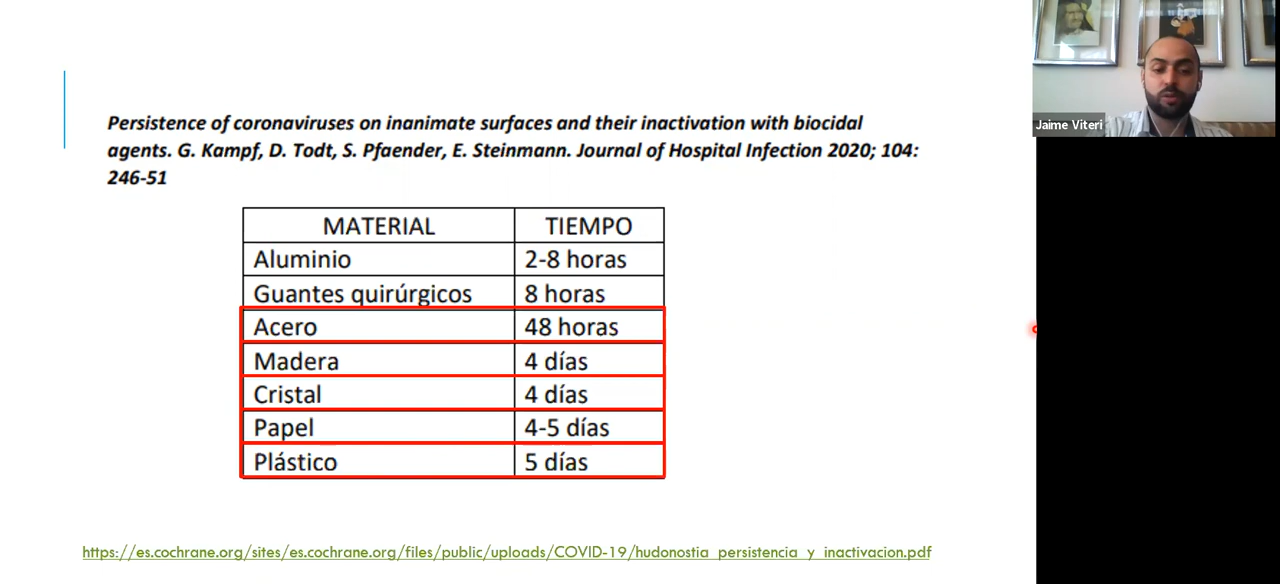 Persistence of coronaviruses on inanimate surfaces and their inactivation with biocidal
agents. G. Kampf, D. Todt, S. Pfaender, E. Steinmann. Journal of Hospital Infection 2020; 104:
246-51
MATERIAL TIEMPO
Aluminio 2-8 horas
Guantes quirúrgicos 8 horas
Acero 48 horas
Madera 4 días
Cristal 4 días
Papel 4-5 días
Plástico 5 días
https://es.cochrane.org/sites/es.cochrane.org/files/public/uploads/COVID-19/hudonostia_persistencia_y_inactivacion.pdf
Jaime Viteri